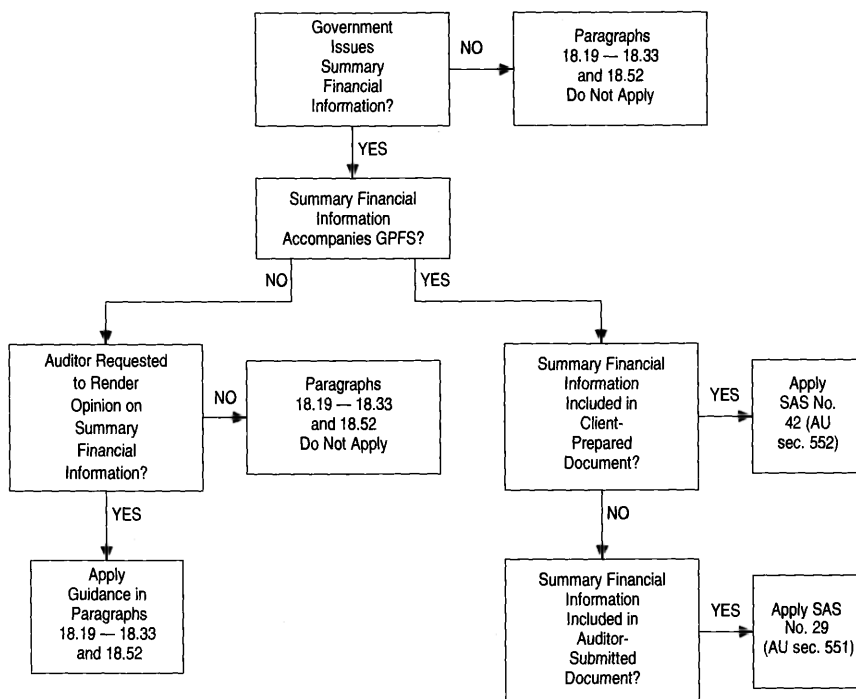 Government
Issues
Summary
Financial
Information?
NO
Paragraphs
18.19 — 18.33
and 18.52
Do Not Apply
YES
Summary Financial
Information
Accompanies GPFS?
NO
YES
Auditor Requested
to Render
Opinion on
Summary
Financial
Information?
NO
Paragraphs
18.19 — 18.33
and 18.52
Do Not Apply
Summary Financial
Information
Included in
Client-
Prepared
Document?
YES
Apply
SAS No.
42 (AU
sec. 552)
YES
NO
Apply
Guidance in
Paragraphs
18.19 — 18.33
and 18.52
Summary Financial
Information
Included in
Auditor-
Submitted
Document?
YES
Apply SAS
No. 29
(AU sec. 551)